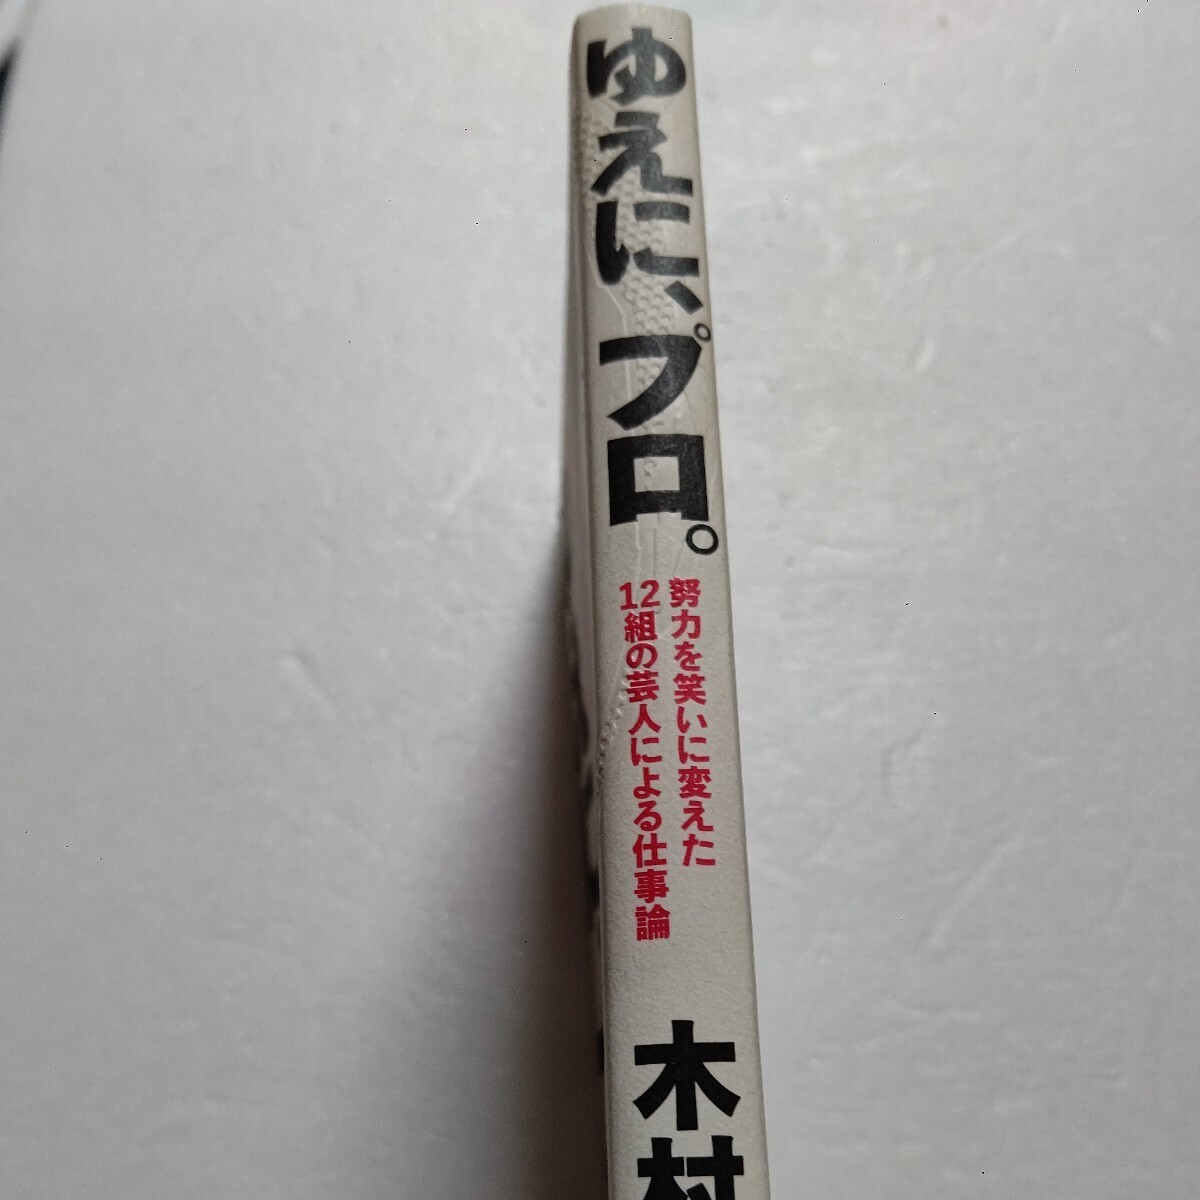 ゆえに、プロ。
努力を笑いに変えた
12組の芸人による仕事論
木村